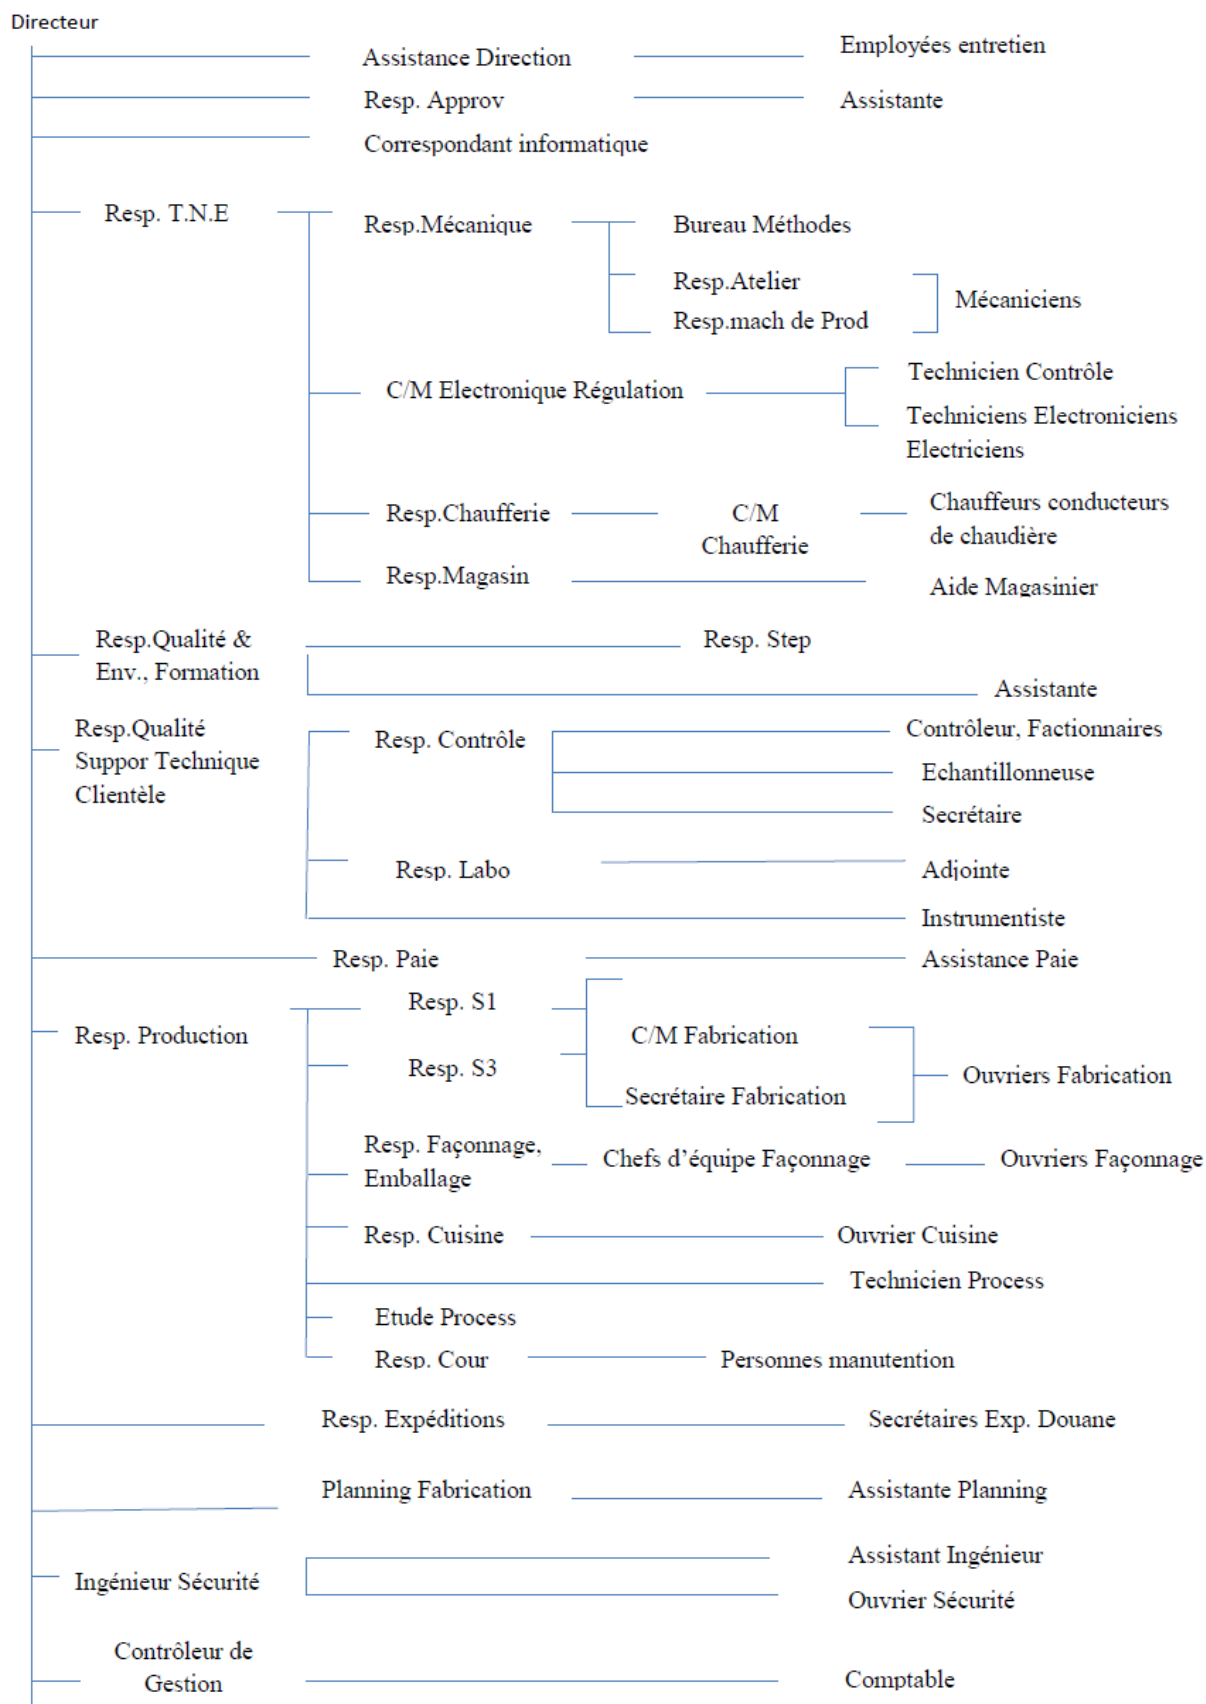 Directeur
Assistance Direction
Employées entretien
Resp. Approv
Assistante
Correspondant informatique
Resp. T.N.E
Resp.Mécanique
Bureau Méthodes
Resp.Atelier
Mécaniciens
Resp.mach de Prod
C/M Electronique Régulation
Technicien Contrôle
Techniciens Electroniciens
Electriciens
Resp.Chaufferie
C/M
Chaufferie
Chauffeurs conducteurs
de chaudière
Resp.Magasin
Aide Magasinier
Resp.Qualité &
Env., Formation
Resp. Step
Assistante
Resp.Qualité
Suppor Technique
Clientèle
Resp. Contrôle
Contrôleur, Factionnaires
Echantillonneuse
Secrétaire
Resp. Labo
Adjointe
Instrumentiste
Resp. Paie
Assistance Paie
Resp. Production
Resp. S1
Resp. S3
C/M Fabrication
Secrétaire Fabrication
Ouvriers Fabrication
Resp. Façonnage,
Emballage
Chefs d’équipe Façonnage
Ouvriers Façonnage
Resp. Cuisine
Ouvrier Cuisine
Technicien Process
Etude Process
Resp. Cour
Personnes manutention
Resp. Expéditions
Secrétaires Exp. Douane
Planning Fabrication
Assistante Planning
Ingénieur Sécurité
Assistant Ingénieur
Ouvrier Sécurité
Contrôleur de
Gestion
Comptable